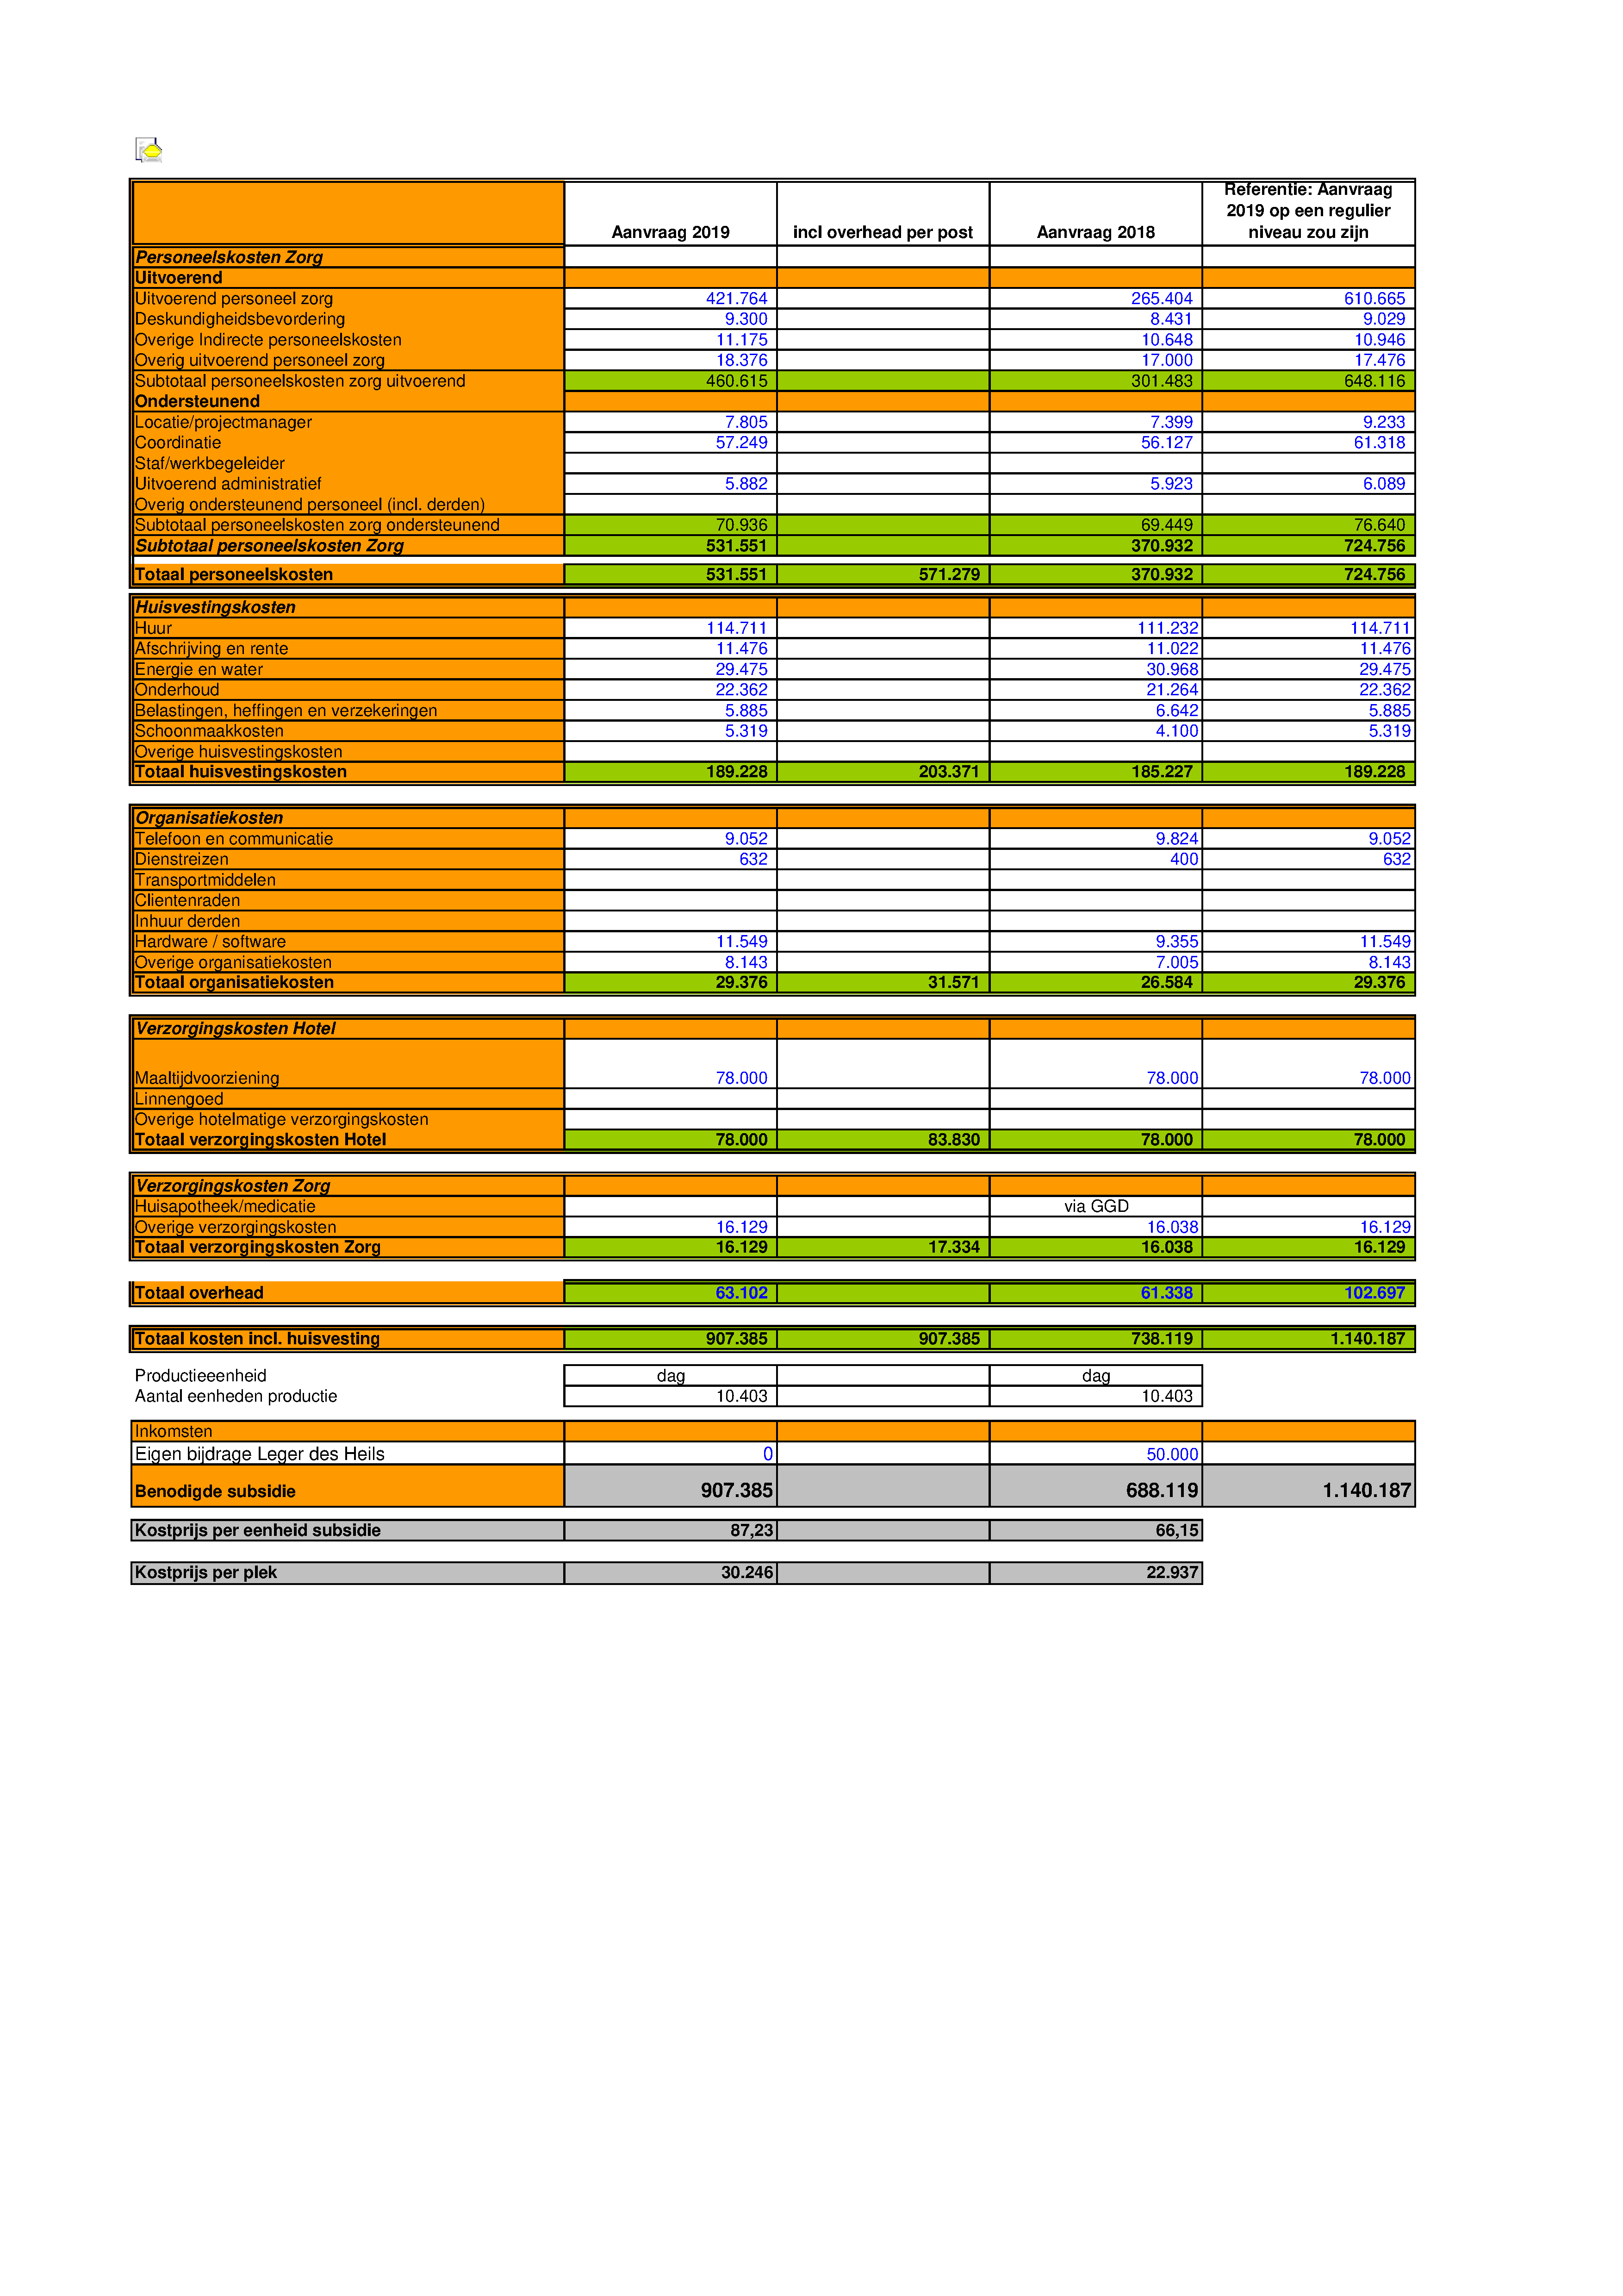 Aanvraag 2019 incl overhead per post Aanvraag 2018 Referentie: Aanvraag 2019 op een regulier niveau zou zijn
Personeelskosten Zorg
Uitvoerend
Uitvoerend personeel zorg 421.764 265.404 610.665
Deskundigheidsbevordering 9.300 8.431 9.029
Overige Indirecte personeelskosten 11.175 10.648 10.946
Overig uitvoerend personeel zorg 18.376 17.000 17.476
Subtotaal personeelskosten zorg uitvoerend 460.615 301.483 648.116
Ondersteunend
Locatie/projectmanager 7.805 7.399 9.233
Coordinatie 57.249 56.127 61.318
Staf/werkbegeleider
Uitvoerend administratief 5.882 5.923 6.089
Overig ondersteunend personeel (incl. derden)
Subtotaal personeelskosten zorg ondersteunend 70.936 69.449 76.640
Subtotaal personeelskosten Zorg 531.551 370.932 724.756
Totaal personeelskosten 531.551 571.279 370.932 724.756
Huisvestingskosten
Huur 114.711 111.232 114.711
Afschrijving en rente 11.476 11.022 11.476
Energie en water 29.475 30.968 29.475
Onderhoud 22.362 21.264 22.362
Belastingen, heffingen en verzekeringen 5.885 6.642 5.885
Schoonmaakkosten 5.319 4.100 5.319
Overige huisvestingskosten
Totaal huisvestingskosten 189.228 203.371 185.227 189.228
Organisatiekosten
Telefoon en communicatie 9.052 9.824 9.052
Dienstreizen 632 400 632
Transportmiddelen
Clientenraden
Inhuur derden
Hardware / software 11.549 9.355 11.549
Overige organisatiekosten 8.143 7.005 8.143
Totaal organisatiekosten 29.376 31.571 26.584 29.376
Verzorgingskosten Hotel
Maaltijdvoorziening 78.000 78.000 78.000
Linnengoed
Overige hotelmatige verzorgingskosten
Totaal verzorgingskosten Hotel 78.000 83.830 78.000 78.000
Verzorgingskosten Zorg
Huisapotheek/medicatie via GGD
Overige verzorgingskosten 16.129 16.038 16.129
Totaal verzorgingskosten Zorg 16.129 17.334 16.038 16.129
Totaal overhead 63.102 61.338 102.697
Totaal kosten incl. huisvesting 907.385 907.385 738.119 1.140.187
Productieeenheid dag dag
Aantal eenheden productie 10.403 10.403
Inkomsten
Eigen bijdrage Leger des Heils 0 50.000
Benodigde subsidie 907.385 688.119 1.140.187
Kostprijs per eenheid subsidie 87,23 66,15
Kostprijs per plek 30.246 22.937